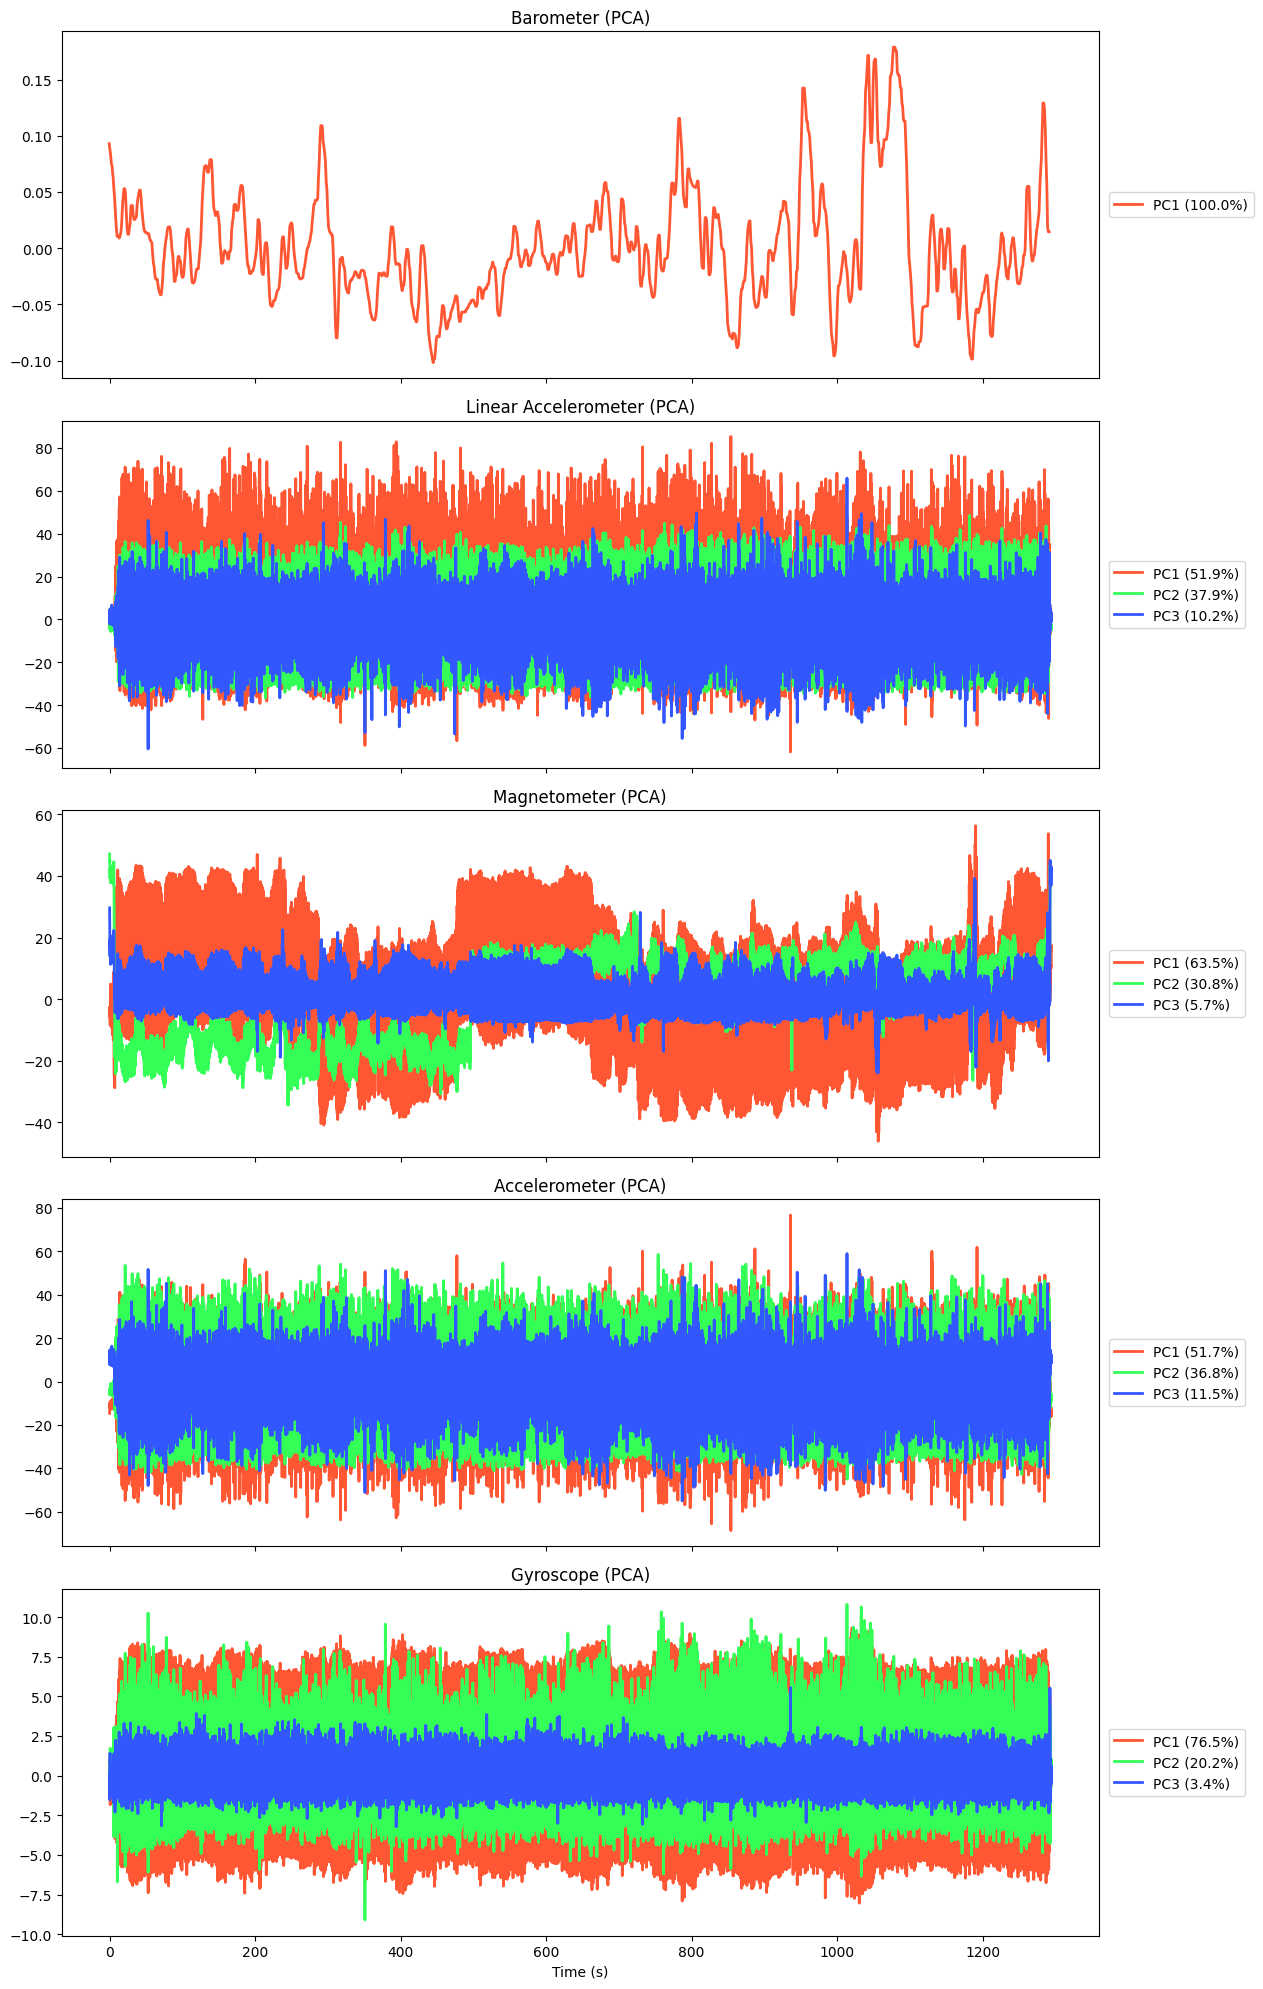 Barometer (PCA)
0.15
0.10
0.05
0.00
−0.05
−0.10
PC1 (100.0%)
Linear Accelerometer (PCA)
80
60
40
20
0
−20
−40
−60
PC1 (51.9%)
PC2 (37.9%)
PC3 (10.2%)
Magnetometer (PCA)
60
40
20
0
−20
−40
PC1 (63.5%)
PC2 (30.8%)
PC3 (5.7%)
Accelerometer (PCA)
80
60
40
20
0
−20
−40
−60
PC1 (51.7%)
PC2 (36.8%)
PC3 (11.5%)
Gyroscope (PCA)
10.0
7.5
5.0
2.5
0.0
−2.5
−5.0
−7.5
−10.0
PC1 (76.5%)
PC2 (20.2%)
PC3 (3.4%)
0 200 400 600 800 1000 1200
Time (s)